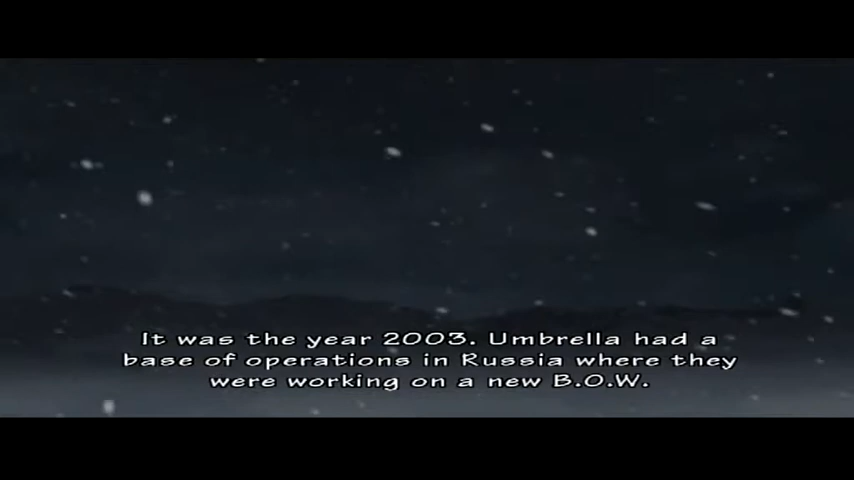 It was the year 2003. Umbrella had a
base of operations in Russia where they
were working on a new B.O.W.